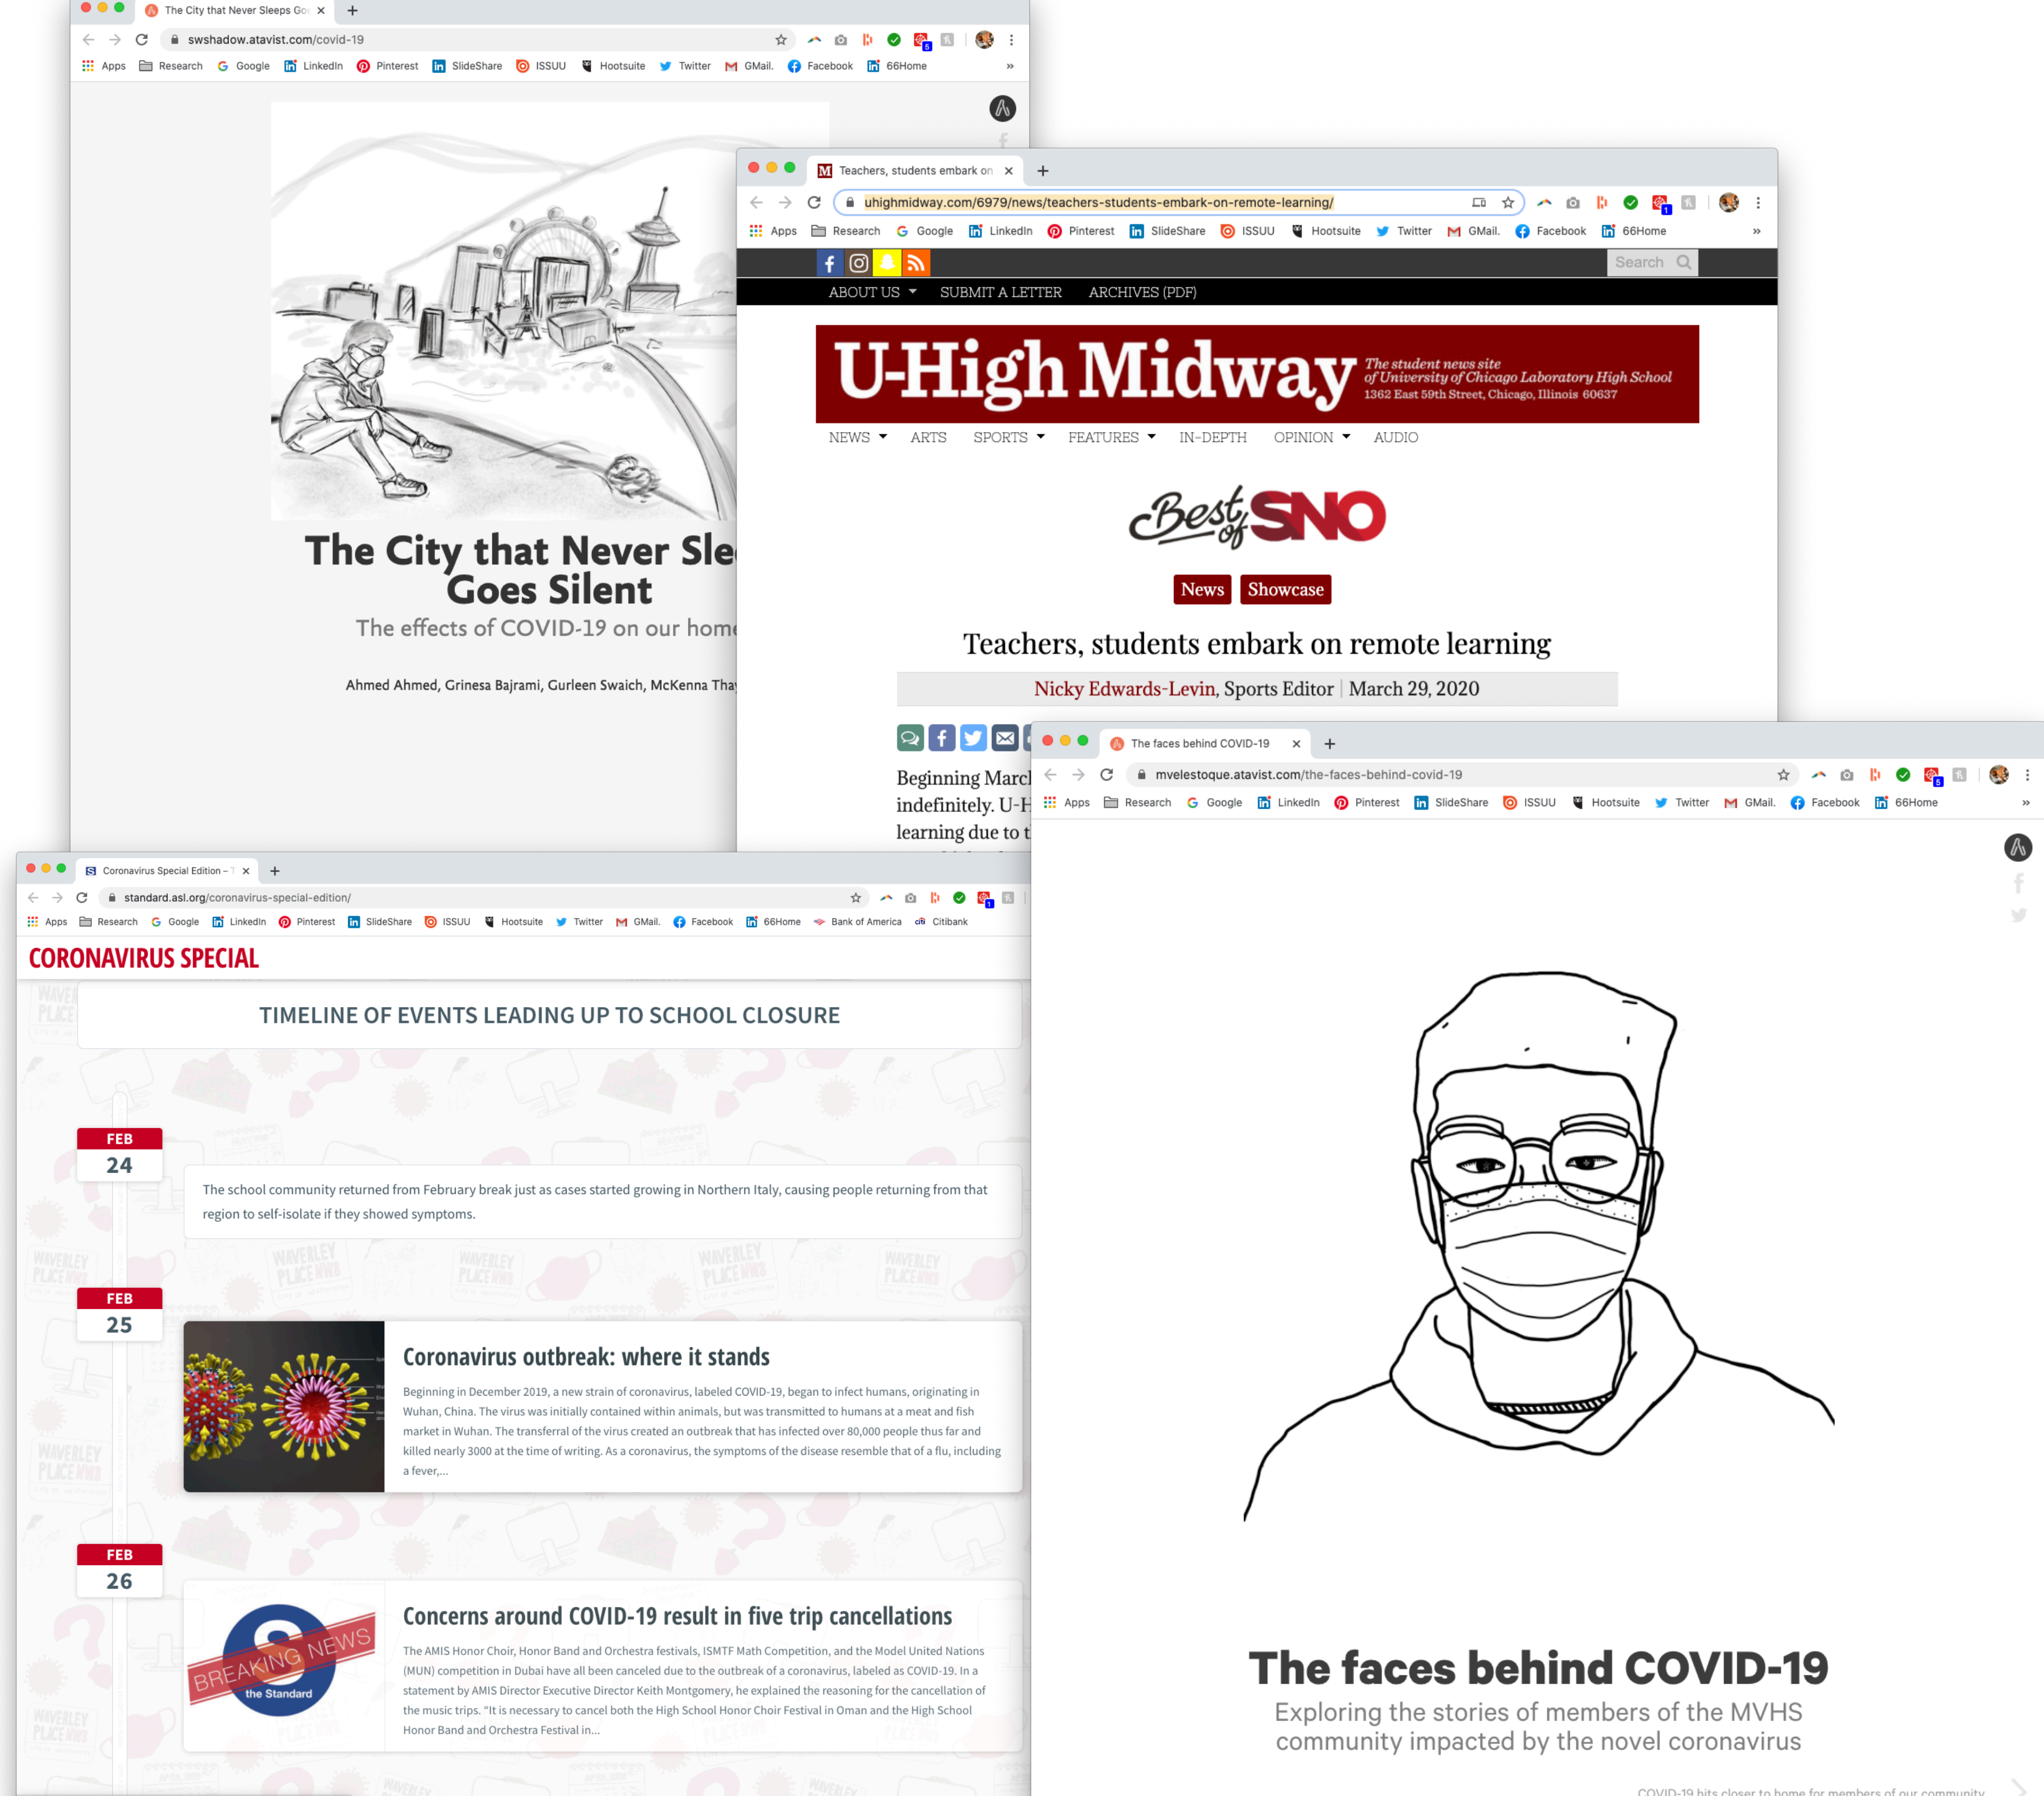 The City that Never Sleeps Go
swshadow.atavist.com/covid-19
Apps Research Google LinkedIn Pinterest SlideShare ISSUU Hootsuite Twitter GMail. Facebook 66Home »
The City that Never Slee
Goes Silent
The effects of COVID-19 on our home
Ahmed Ahmed, Grinesa Bajrami, Gurleen Swaich, McKenna Thay
Teachers, students embark on
uhighmidway.com/6979/news/teachers-students-embark-on-remote-learning/
Apps Research Google LinkedIn Pinterest SlideShare ISSUU Hootsuite Twitter GMail. Facebook 66Home »
Search
ABOUT US SUBMIT A LETTER ARCHIVES (PDF)
U-High Midway
The student news site
of University of Chicago Laboratory High School
1362 East 59th Street, Chicago, Illinois 60637
NEWS ARTS SPORTS FEATURES IN-DEPTH OPINION AUDIO
Best of SNO
News Showcase
Teachers, students embark on remote learning
Nicky Edwards-Levin, Sports Editor | March 29, 2020
Beginning Marc
indefinitely. U-H
learning due to t
The faces behind COVID-19
mvelestoque.atavist.com/the-faces-behind-covid-19
Apps Research Google LinkedIn Pinterest SlideShare ISSUU Hootsuite Twitter GMail. Facebook 66Home »
The faces behind COVID-19
Exploring the stories of members of the MVHS
community impacted by the novel coronavirus
COVID-19 hits closer to home for members of our community
Coronavirus Special Edition – T
standard.asl.org/coronavirus-special-edition/
Apps Research Google LinkedIn Pinterest SlideShare ISSUU Hootsuite Twitter GMail. Facebook 66Home Bank of America Citibank
CORONAVIRUS SPECIAL
TIMELINE OF EVENTS LEADING UP TO SCHOOL CLOSURE
FEB
24
The school community returned from February break just as cases started growing in Northern Italy, causing people returning from that
region to self-isolate if they showed symptoms.
WAVERLEY
PLACE NW8
FEB
25
Coronavirus outbreak: where it stands
Beginning in December 2019, a new strain of coronavirus, labeled COVID-19, began to infect humans, originating in
Wuhan, China. The virus was initially contained within animals, but was transmitted to humans at a meat and fish
market in Wuhan. The transferral of the virus created an outbreak that has infected over 80,000 people thus far and
killed nearly 3000 at the time of writing. As a coronavirus, the symptoms of the disease resemble that of a flu, including
a fever,...
FEB
26
BREAKING NEWS
the Standard
Concerns around COVID-19 result in five trip cancellations
The AMIS Honor Choir, Honor Band and Orchestra festivals, ISMTF Math Competition, and the Model United Nations
(MUN) competition in Dubai have all been canceled due to the outbreak of a coronavirus, labeled as COVID-19. In a
statement by AMIS Director Executive Director Keith Montgomery, he explained the reasoning for the cancellation of
the music trips. "It is necessary to cancel both the High School Honor Choir Festival in Oman and the High School
Honor Band and Orchestra Festival in...